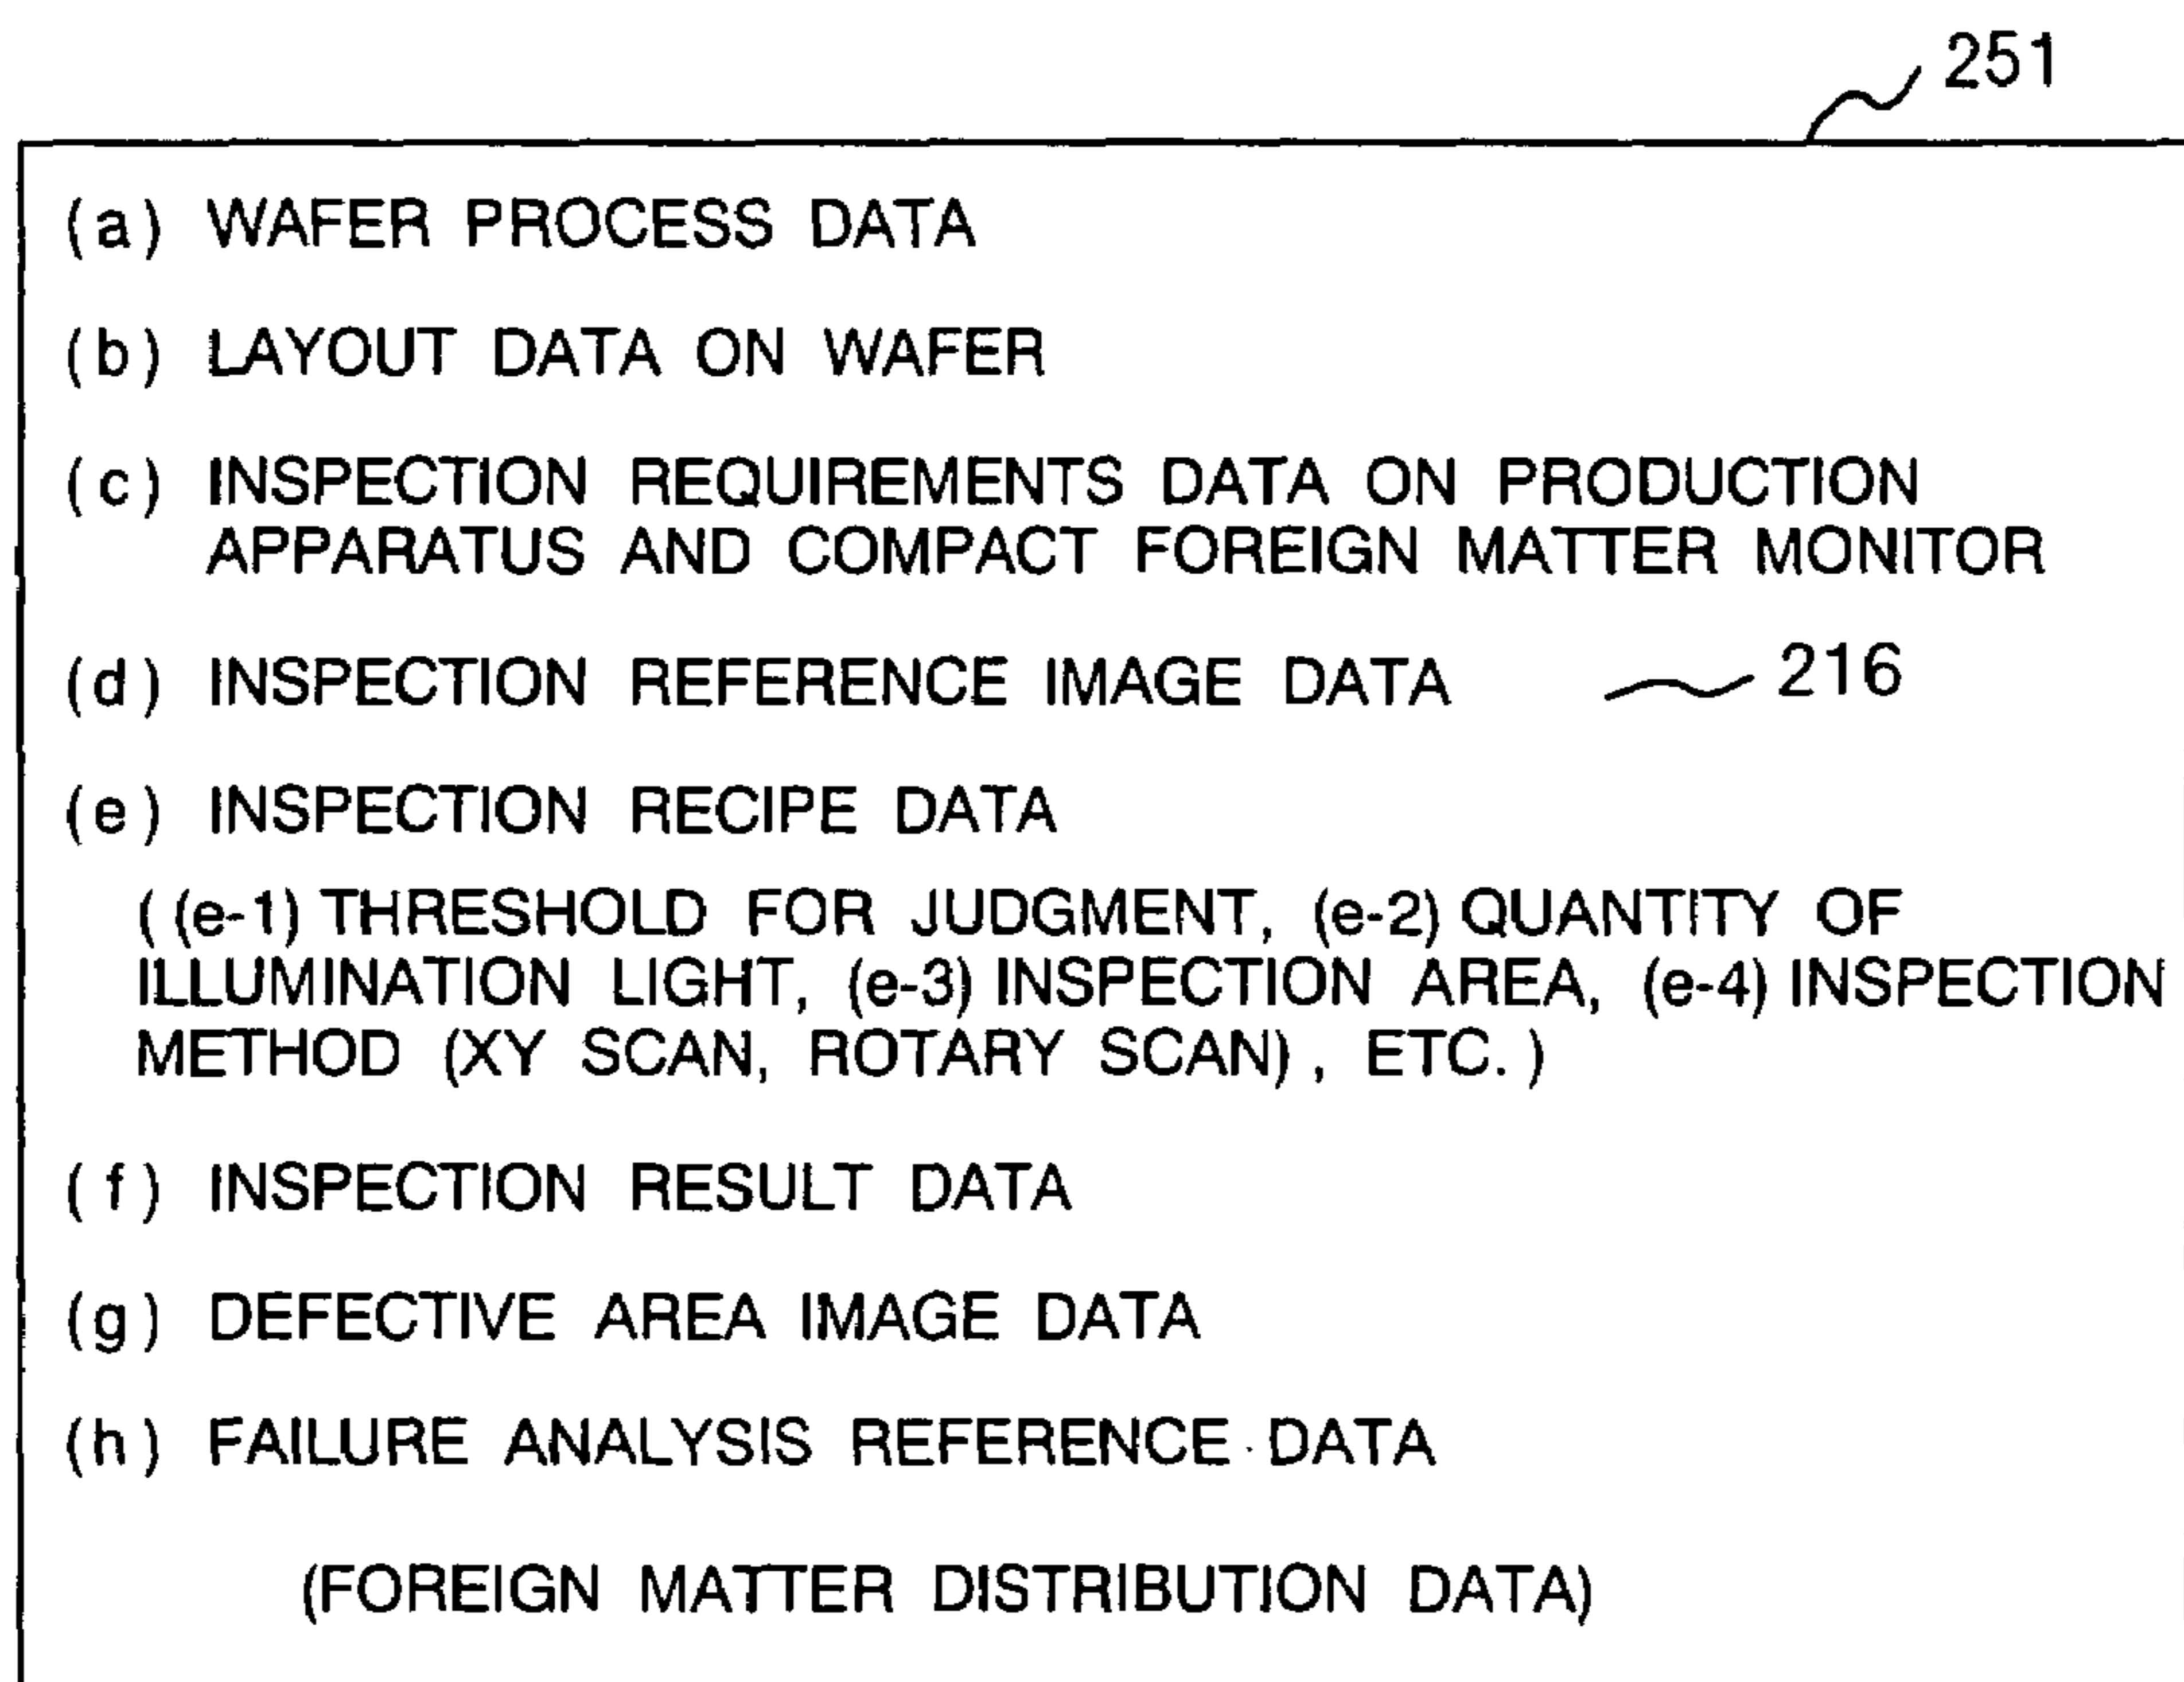 251
(a) WAFER PROCESS DATA
(b) LAYOUT DATA ON WAFER
(c) INSPECTION REQUIREMENTS DATA ON PRODUCTION
APPARATUS AND COMPACT FOREIGN MATTER MONITOR
(d) INSPECTION REFERENCE IMAGE DATA 216
(e) INSPECTION RECIPE DATA
( (e-1) THRESHOLD FOR JUDGMENT, (e-2) QUANTITY OF
ILLUMINATION LIGHT, (e-3) INSPECTION AREA, (e-4) INSPECTION
METHOD (XY SCAN, ROTARY SCAN), ETC. )
(f) INSPECTION RESULT DATA
(g) DEFECTIVE AREA IMAGE DATA
(h) FAILURE ANALYSIS REFERENCE DATA
(FOREIGN MATTER DISTRIBUTION DATA)